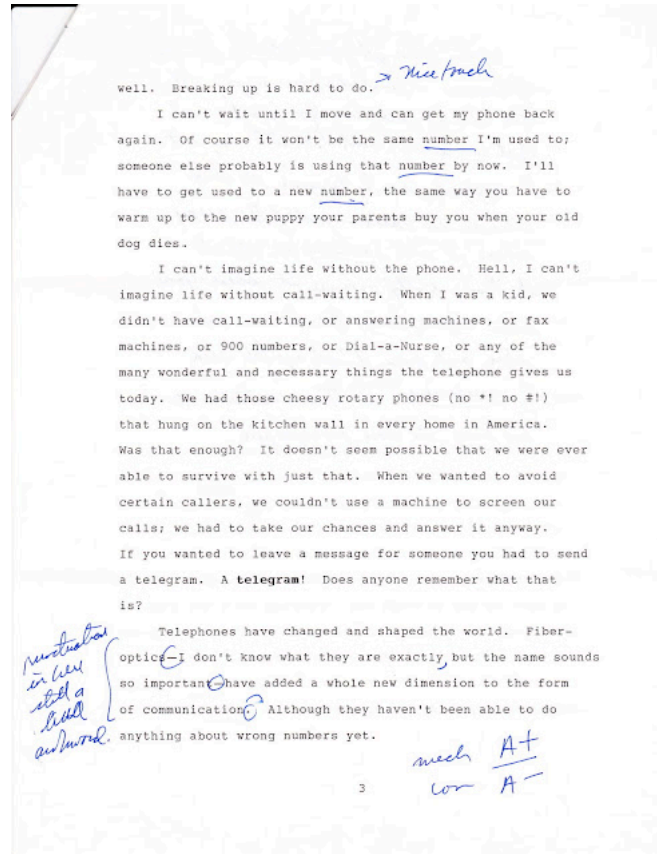 nice touch
well.  Breaking up is hard to do.
I can't wait until I move and can get my phone back
again.  Of course it won't be the same number I'm used to;
someone else probably is using that number by now.  I'll
have to get used to a new number, the same way you have to
warm up to the new puppy your parents buy you when your old
dog dies.
I can't imagine life without the phone.  Hell, I can't
imagine life without call-waiting.  When I was a kid, we
didn't have call-waiting, or answering machines, or fax
machines, or 900 numbers, or Dial-a-Nurse, or any of the
many wonderful and necessary things the telephone gives us
today.  We had those cheesy rotary phones (no *! no #!)
that hung on the kitchen wall in every home in America.
Was that enough?  It doesn't seem possible that we were ever
able to survive with just that.  When we wanted to avoid
certain callers, we couldn't use a machine to screen our
calls; we had to take our chances and answer it anyway.
If you wanted to leave a message for someone you had to send
a telegram.  A telegram!  Does anyone remember what that
is?
Telephones have changed and shaped the world.  Fiber-
optics—I don't know what they are exactly, but the name sounds
so important—have added a whole new dimension to the form
of communication.  Although they haven't been able to do
anything about wrong numbers yet.
punctuation
in here
still a
little
awkward.
mech A+
con A-
3